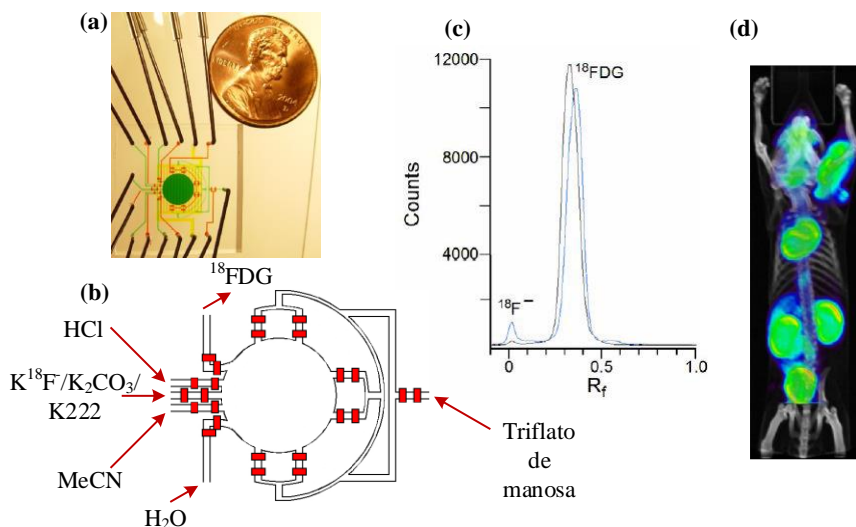 (a)
(c)
(d)
12000
¹⁸FDG
8000
Counts
4000
¹⁸F⁻
0
0.5
1.0
R_f
(b)
¹⁸FDG
HCl
K¹⁸F⁻/K₂CO₃/
K222
MeCN
H₂O
Triflato
de
manosa